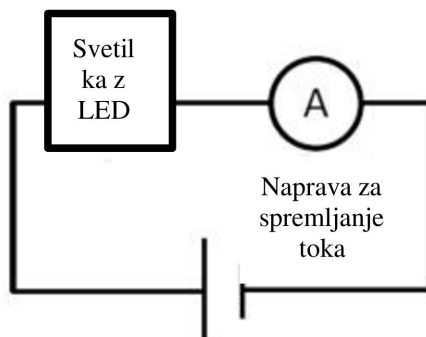 Svetil
ka z
LED
A
Naprava za
spremljanje
toka